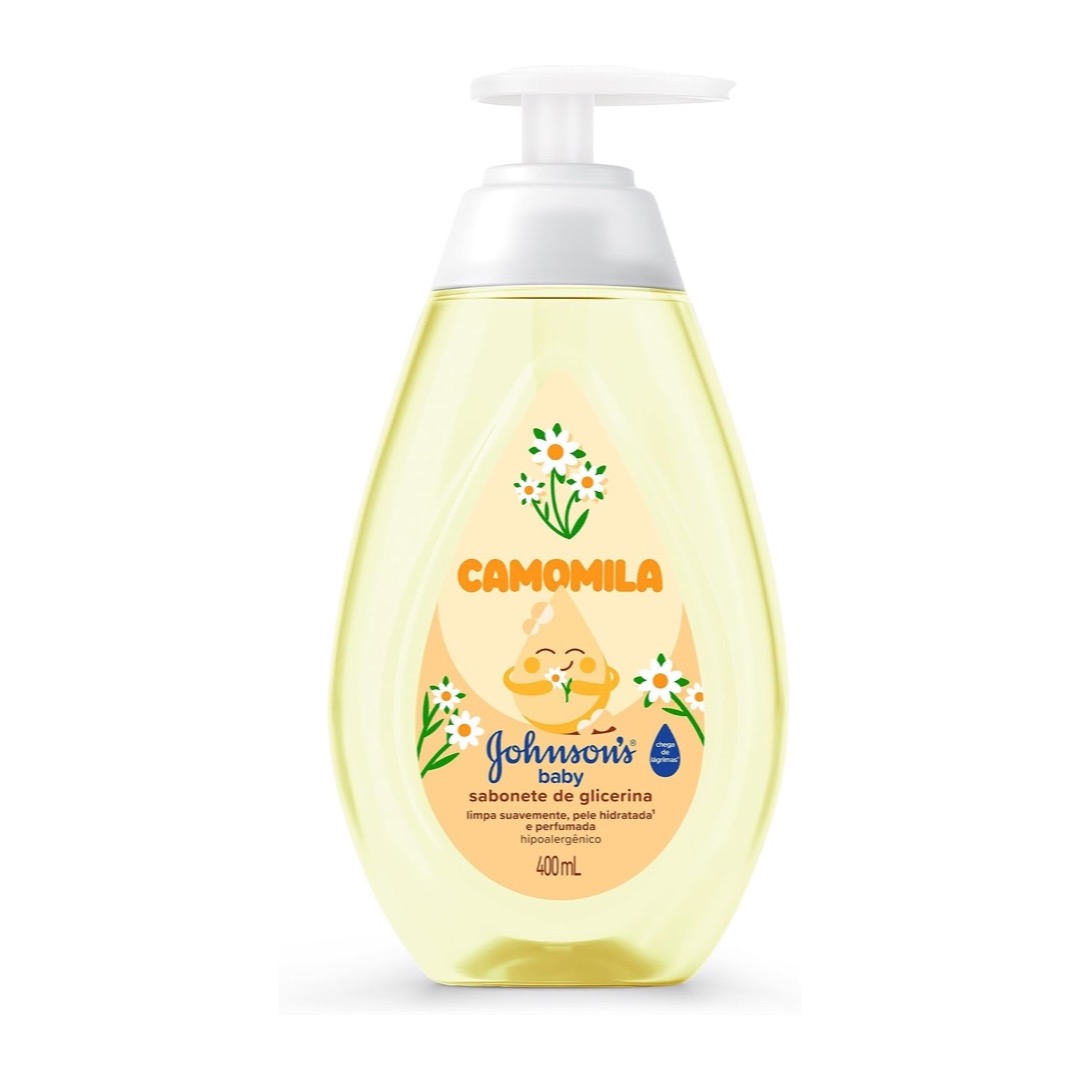 CAMOMILA
Johnson's®
baby
chega
de
lágrimas
sabonete de glicerina
limpa suavemente, pele hidratada¹
e perfumada
hipoalergênico
400mL